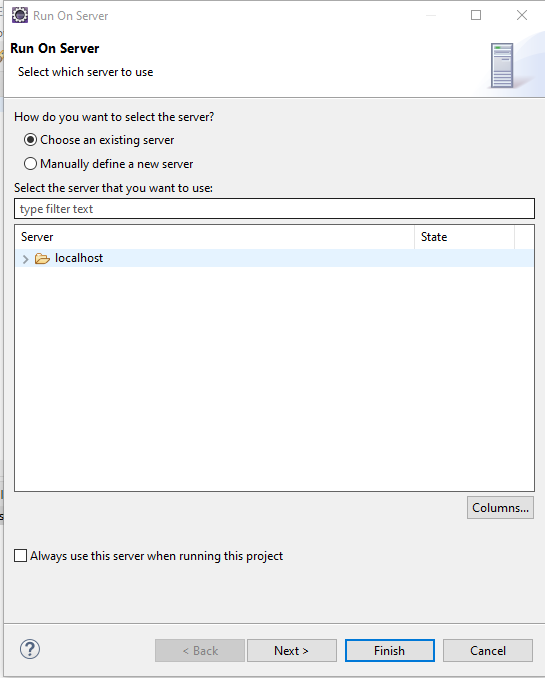 Run On Server
Run On Server
Select which server to use
How do you want to select the server?
Choose an existing server
Manually define a new server
Select the server that you want to use:
type filter text
Server State
localhost
Columns...
Always use this server when running this project
? < Back Next > Finish Cancel